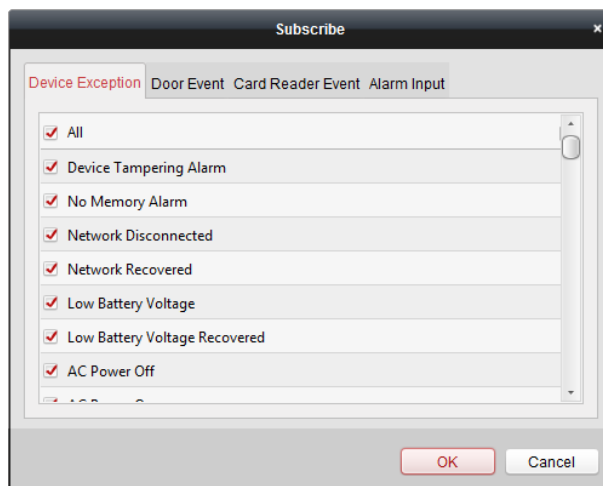 Subscribe
×
Device Exception Door Event Card Reader Event Alarm Input
All
Device Tampering Alarm
No Memory Alarm
Network Disconnected
Network Recovered
Low Battery Voltage
Low Battery Voltage Recovered
AC Power Off
OK Cancel